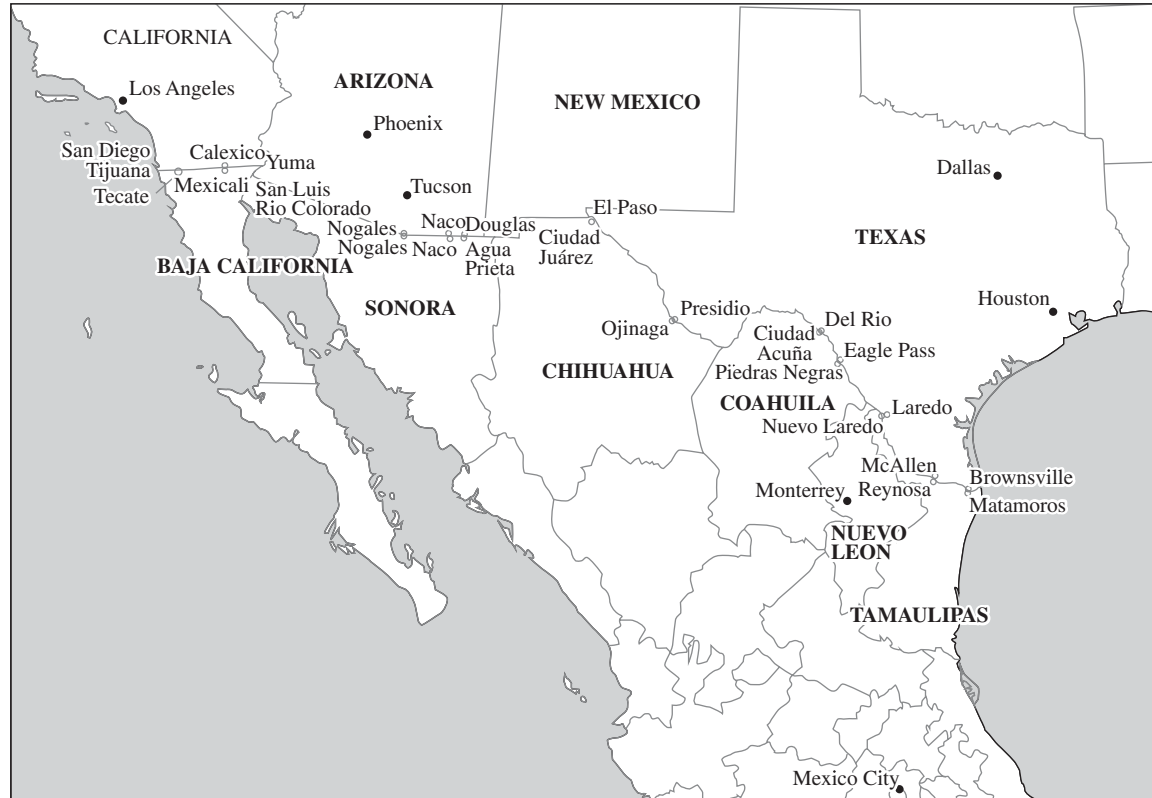 CALIFORNIA
ARIZONA
NEW MEXICO
Los Angeles
Phoenix
San Diego
Tijuana
Tecate
Calexico
Mexicali
Yuma
San Luis
Rio Colorado
Tucson
Dallas
Nogales
Nogales
Naco
Naco
Douglas
Agua
Prieta
El Paso
Ciudad
Juárez
TEXAS
BAJA CALIFORNIA
SONORA
Houston
Presidio
Ojinaga
Ciudad
Acuña
Del Rio
Eagle Pass
Piedras Negras
CHIHUAHUA
COAHUILA
Laredo
Nuevo Laredo
McAllen
Reynosa
Brownsville
Matamoros
Monterrey
NUEVO
LEON
TAMAULIPAS
Mexico City